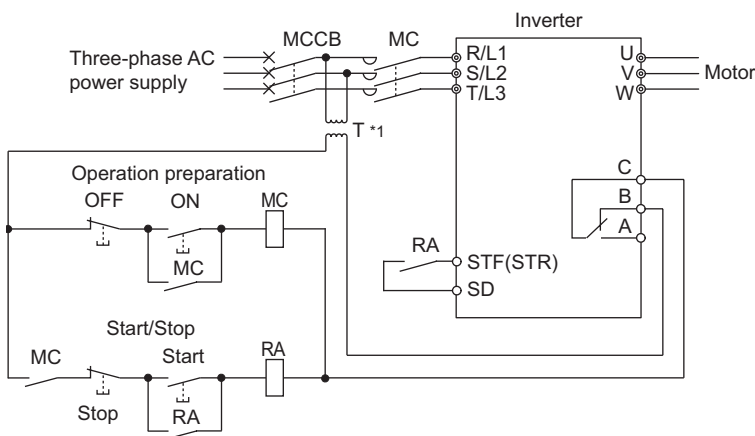 Inverter
MCCB
MC
Three-phase AC
power supply
R/L1
S/L2
T/L3
U
V
W
Motor
T *1
Operation preparation
OFF
ON
MC
MC
C
B
A
RA
STF(STR)
SD
Start/Stop
MC
Start
RA
Stop
RA